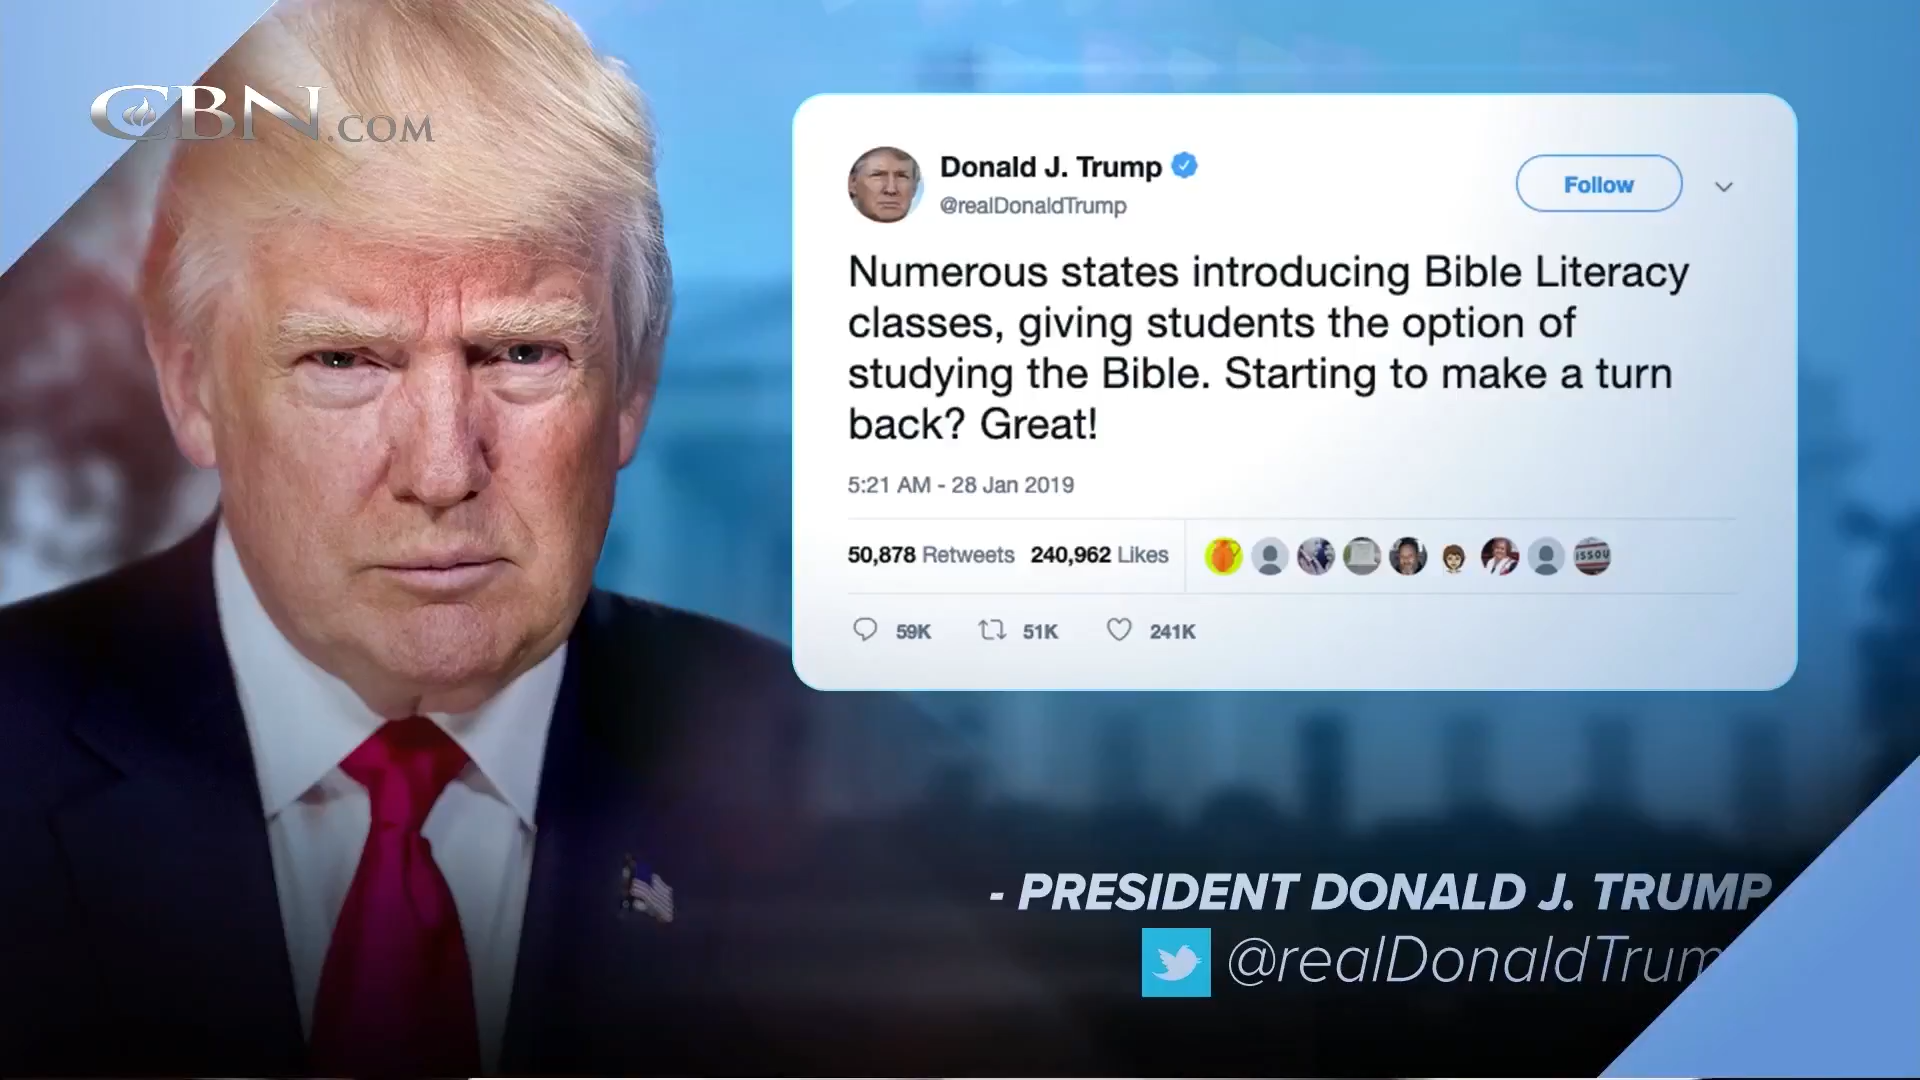 CBN.COM
Donald J. Trump
@realDonaldTrump
Follow
Numerous states introducing Bible Literacy
classes, giving students the option of
studying the Bible. Starting to make a turn
back? Great!
5:21 AM - 28 Jan 2019
50,878 Retweets 240,962 Likes
ISSOU
59K 51K 241K
- PRESIDENT DONALD J. TRUMP
@realDonaldTrum